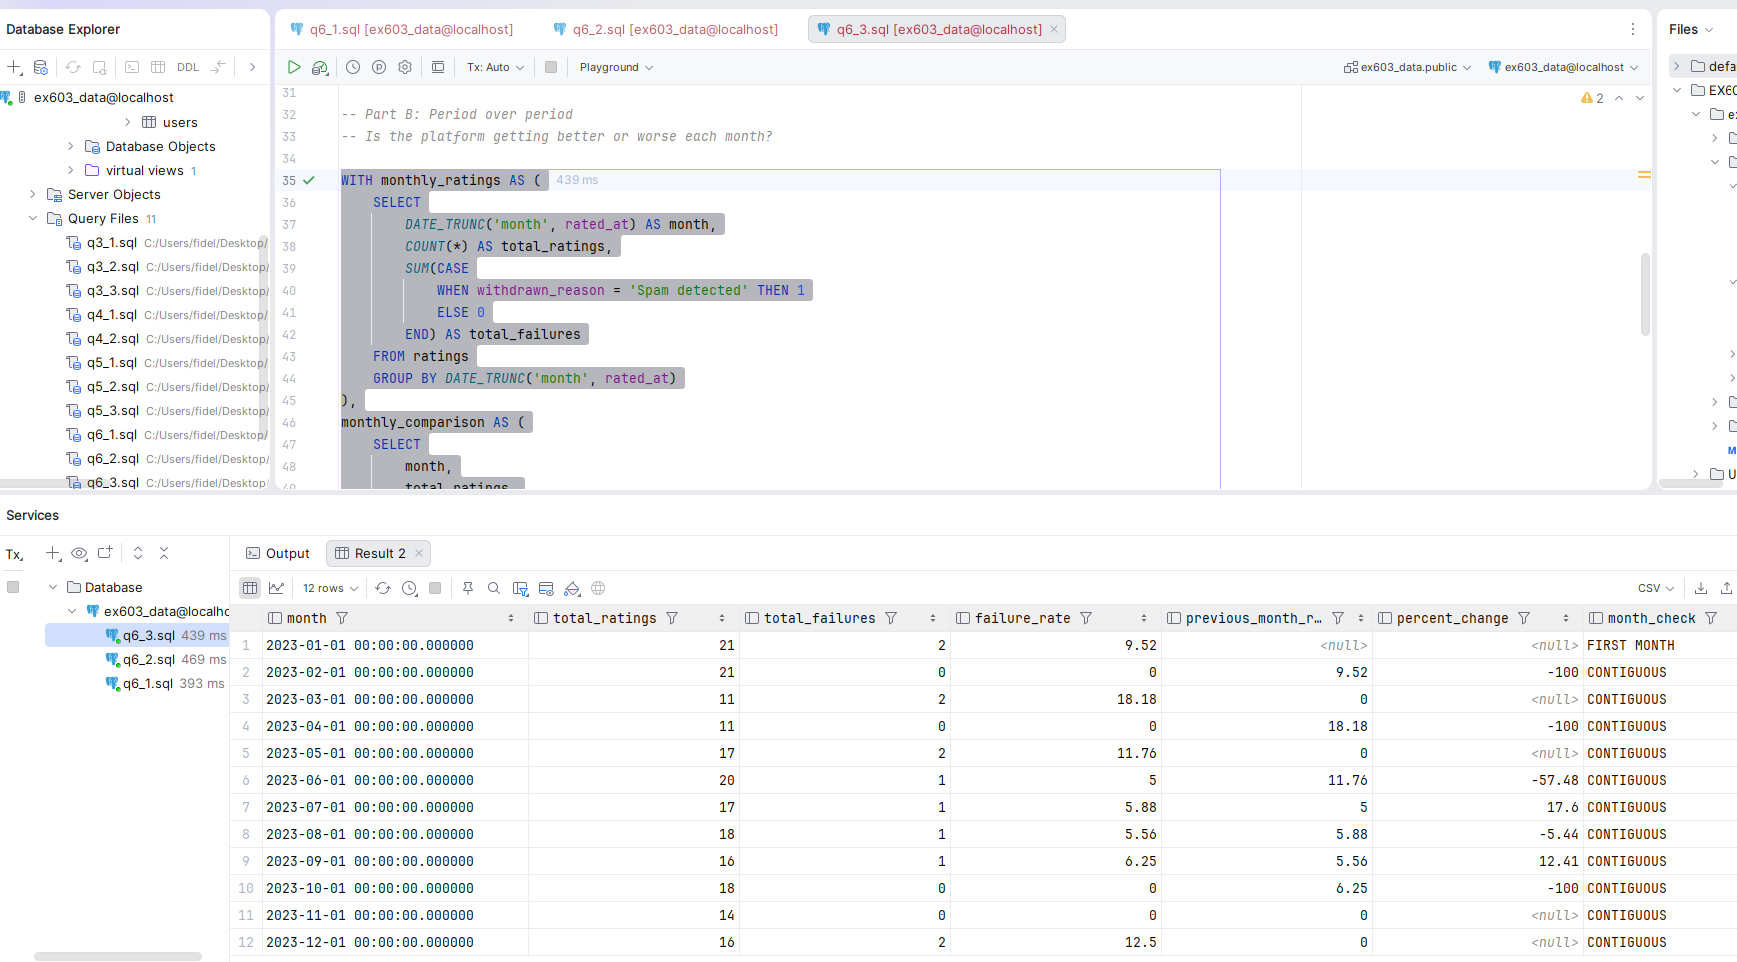 Database Explorer
q6_1.sql [ex603_data@localhost]
q6_2.sql [ex603_data@localhost]
q6_3.sql [ex603_data@localhost]
Files
DDL
Tx: Auto
Playground
ex603_data.public
ex603_data@localhost
ex603_data@localhost
users
Database Objects
virtual views 1
Server Objects
Query Files 11
q3_1.sql C:/Users/fidel/Desktop/
q3_2.sql C:/Users/fidel/Desktop/
q3_3.sql C:/Users/fidel/Desktop/
q4_1.sql C:/Users/fidel/Desktop/
q4_2.sql C:/Users/fidel/Desktop/
q5_1.sql C:/Users/fidel/Desktop/
q5_2.sql C:/Users/fidel/Desktop/
q5_3.sql C:/Users/fidel/Desktop/
q6_1.sql C:/Users/fidel/Desktop/
q6_2.sql C:/Users/fidel/Desktop/
q6_3.sql C:/Users/fidel/Desktop/
2
31
32 -- Part B: Period over period
33 -- Is the platform getting better or worse each month?
34
35 WITH monthly_ratings AS ( 439 ms
36 SELECT
37 DATE_TRUNC('month', rated_at) AS month,
38 COUNT(*) AS total_ratings,
39 SUM(CASE
40 WHEN withdrawn_reason = 'Spam detected' THEN 1
41 ELSE 0
42 END) AS total_failures
43 FROM ratings
44 GROUP BY DATE_TRUNC('month', rated_at)
45 ),
46 monthly_comparison AS (
47 SELECT
48 month,
49 total_ratings,
defa
EX60
Services
Tx
Database
ex603_data@localho
q6_3.sql 439 ms
q6_2.sql 469 ms
q6_1.sql 393 ms
Output
Result 2
12 rows
CSV
month total_ratings total_failures failure_rate previous_month_r... percent_change month_check
1 2023-01-01 00:00:00.000000 21 2 9.52 <null> <null> FIRST MONTH
2 2023-02-01 00:00:00.000000 21 0 0 9.52 -100 CONTIGUOUS
3 2023-03-01 00:00:00.000000 11 2 18.18 0 <null> CONTIGUOUS
4 2023-04-01 00:00:00.000000 11 0 0 18.18 -100 CONTIGUOUS
5 2023-05-01 00:00:00.000000 17 2 11.76 0 <null> CONTIGUOUS
6 2023-06-01 00:00:00.000000 20 1 5 11.76 -57.48 CONTIGUOUS
7 2023-07-01 00:00:00.000000 17 1 5.88 5 17.6 CONTIGUOUS
8 2023-08-01 00:00:00.000000 18 1 5.56 5.88 -5.44 CONTIGUOUS
9 2023-09-01 00:00:00.000000 16 1 6.25 5.56 12.41 CONTIGUOUS
10 2023-10-01 00:00:00.000000 18 0 0 6.25 -100 CONTIGUOUS
11 2023-11-01 00:00:00.000000 14 0 0 0 <null> CONTIGUOUS
12 2023-12-01 00:00:00.000000 16 2 12.5 0 <null> CONTIGUOUS